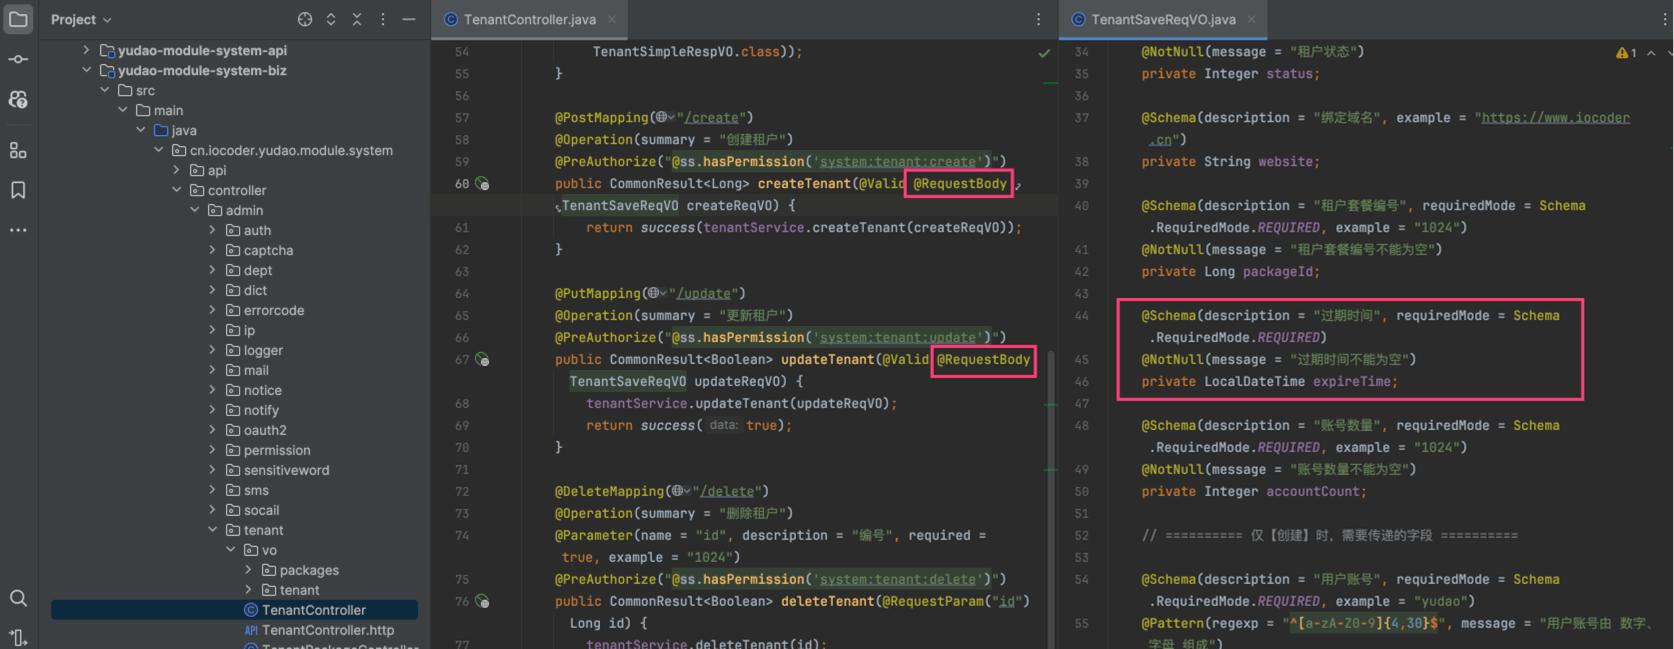 Project
yudao-module-system-api
yudao-module-system-biz
src
main
java
cn.iocoder.yudao.module.system
api
controller
admin
auth
captcha
dept
dict
errorcode
ip
logger
mail
notice
notify
oauth2
permission
sensitiveword
sms
socail
tenant
vo
packages
tenant
TenantController
API TenantController.http
TenantPackageController
TenantController.java
54 TenantSimpleRespVO.class));
55 }
56
57 @PostMapping("/create")
58 @Operation(summary = "创建租户")
59 @PreAuthorize("@ss.hasPermission('system:tenant:create')")
60 public CommonResult<Long> createTenant(@Valid @RequestBody
TenantSaveReqVO createReqVO) {
61 return success(tenantService.createTenant(createReqVO));
62 }
63
64 @PutMapping("/update")
65 @Operation(summary = "更新租户")
66 @PreAuthorize("@ss.hasPermission('system:tenant:update')")
67 public CommonResult<Boolean> updateTenant(@Valid @RequestBody
TenantSaveReqVO updateReqVO) {
68 tenantService.updateTenant(updateReqVO);
69 return success( data: true);
70 }
71
72 @DeleteMapping("/delete")
73 @Operation(summary = "删除租户")
74 @Parameter(name = "id", description = "编号", required =
true, example = "1024")
75 @PreAuthorize("@ss.hasPermission('system:tenant:delete')")
76 public CommonResult<Boolean> deleteTenant(@RequestParam("id")
Long id) {
77 tenantService.deleteTenant(id);
TenantSaveReqVO.java
1
34 @NotNull(message = "租户状态")
35 private Integer status;
36
37 @Schema(description = "绑定域名", example = "https://www.iocoder
.cn")
38 private String website;
39
40 @Schema(description = "租户套餐编号", requiredMode = Schema
.RequiredMode.REQUIRED, example = "1024")
41 @NotNull(message = "租户套餐编号不能为空")
42 private Long packageId;
43
44 @Schema(description = "过期时间", requiredMode = Schema
.RequiredMode.REQUIRED)
45 @NotNull(message = "过期时间不能为空")
46 private LocalDateTime expireTime;
47
48 @Schema(description = "账号数量", requiredMode = Schema
.RequiredMode.REQUIRED, example = "1024")
49 @NotNull(message = "账号数量不能为空")
50 private Integer accountCount;
51
52 // ========== 仅【创建】时，需要传递的字段 ==========
53
54 @Schema(description = "用户账号", requiredMode = Schema
.RequiredMode.REQUIRED, example = "yudao")
55 @Pattern(regexp = "^[a-zA-Z0-9]{4,30}$", message = "用户账号由 数字、
字母 组成")